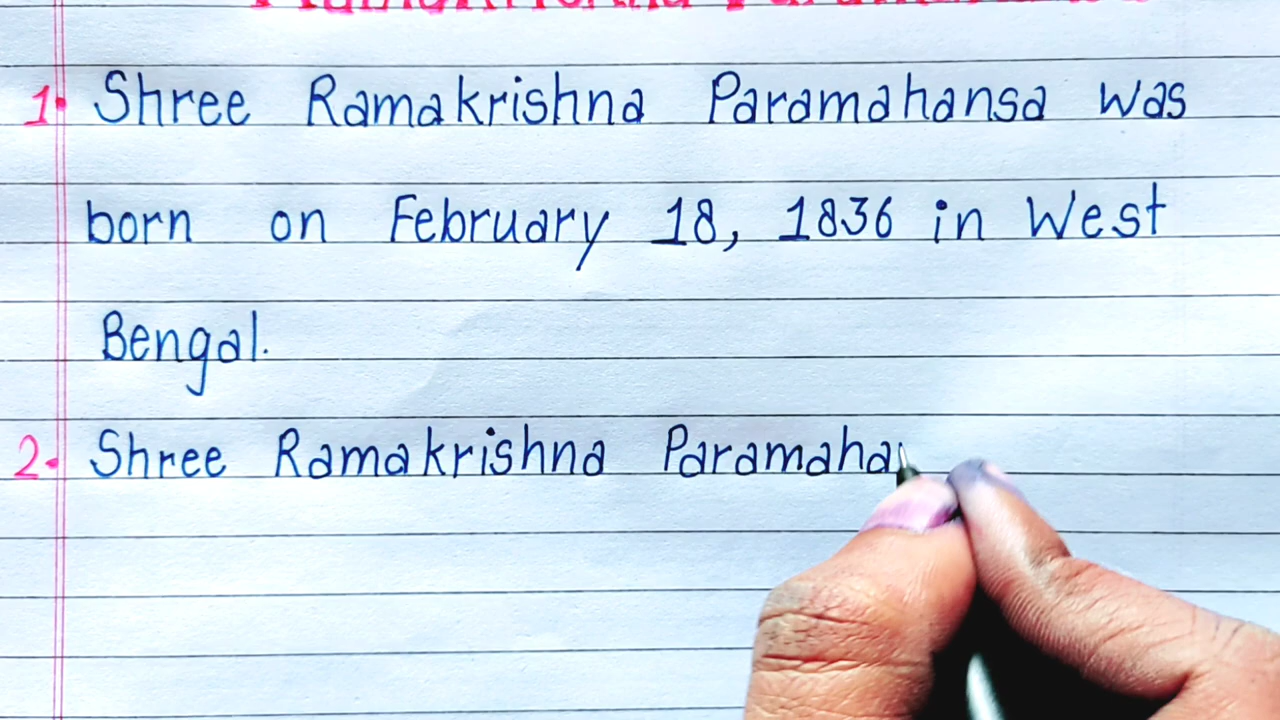 1. Shree Ramakrishna Paramahansa was
born on February 18, 1836 in West
Bengal.
2. Shree Ramakrishna Paramaha